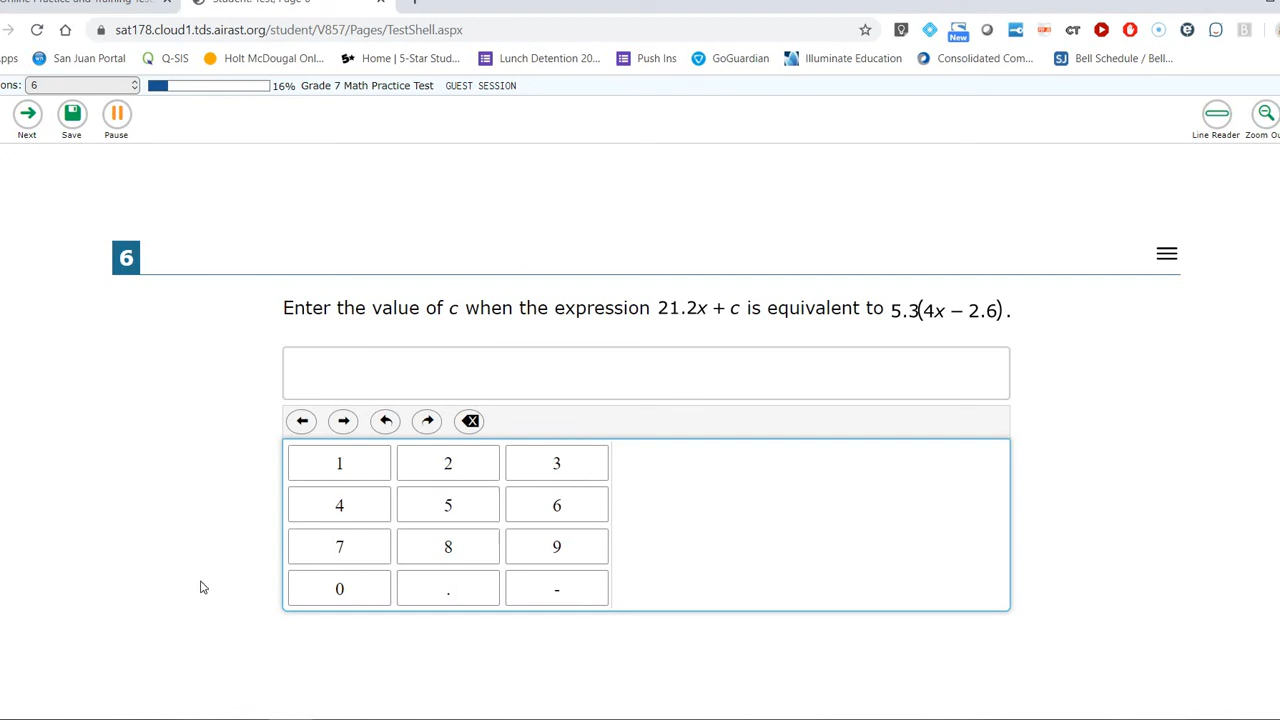 sat178.cloud1.tds.airast.org/student/V857/Pages/TestShell.aspx
New
San Juan Portal Q-SIS Holt McDougal Onl... Home | 5-Star Stud... Lunch Detention 20... Push Ins GoGuardian Illuminate Education Consolidated Com... Bell Schedule / Bell...
6 16% Grade 7 Math Practice Test GUEST SESSION
Next Save Pause Line Reader Zoom
6
Enter the value of c when the expression 21.2x + c is equivalent to 5.3(4x − 2.6).
1 2 3
4 5 6
7 8 9
0 . -